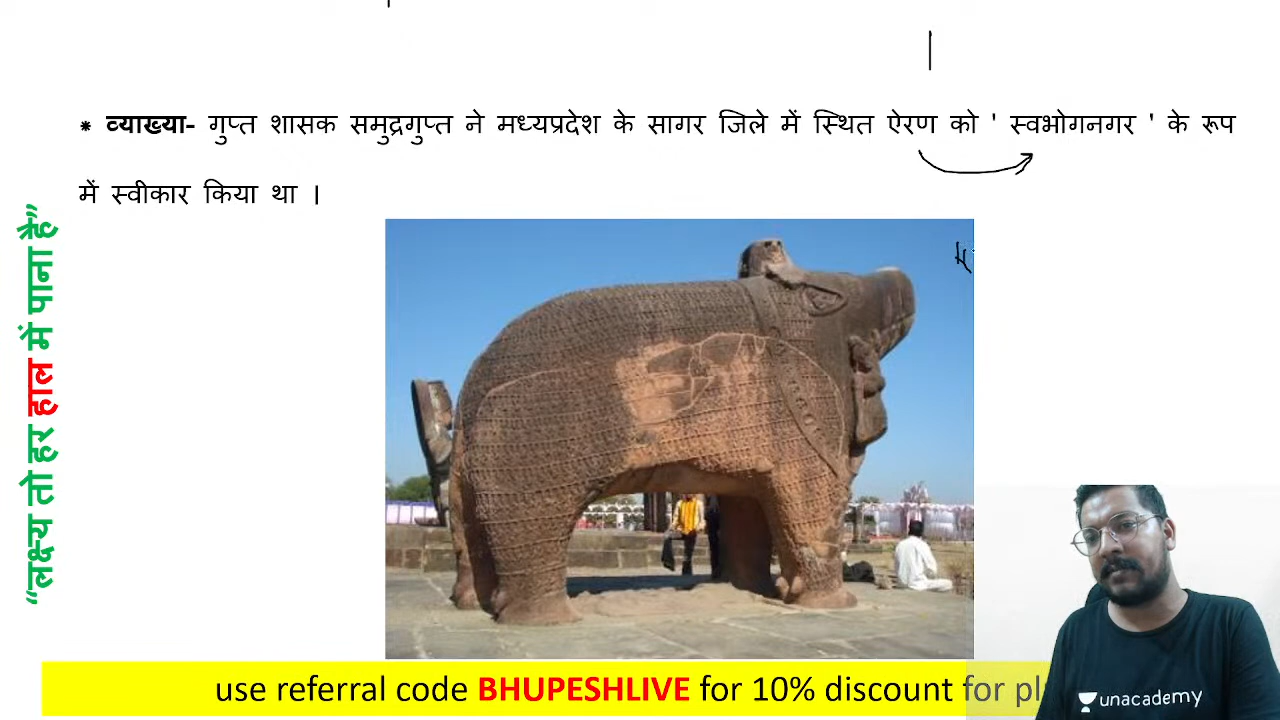 * व्याख्या- गुप्त शासक समुद्रगुप्त ने मध्यप्रदेश के सागर जिले में स्थित ऐरण को ' स्वभोगनगर ' के रूप
में स्वीकार किया था ।
“लक्ष्य तो हर हाल में पाना है”
use referral code BHUPESHLIVE for 10% discount for pl
unacademy